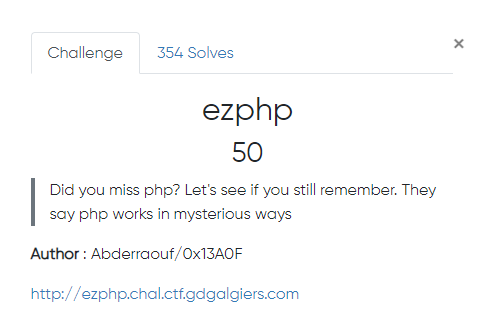 Challenge
354 Solves
×
ezphp
50
Did you miss php? Let's see if you still remember. They
say php works in mysterious ways
Author : Abderraouf/0x13A0F
http://ezphp.chal.ctf.gdgalgiers.com